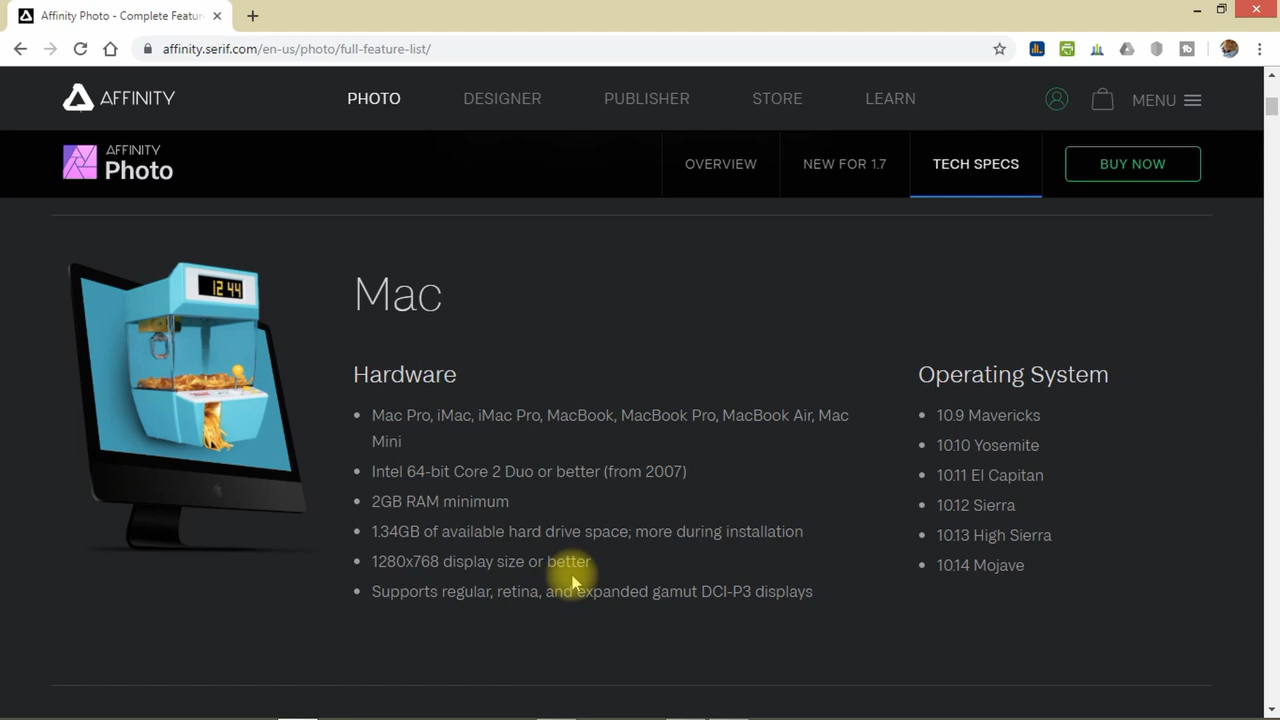 Affinity Photo - Complete Featur
affinity.serif.com/en-us/photo/full-feature-list/
AFFINITY
PHOTO
DESIGNER
PUBLISHER
STORE
LEARN
MENU
AFFINITY
Photo
OVERVIEW
NEW FOR 1.7
TECH SPECS
BUY NOW
12 44
Mac
Hardware
• Mac Pro, iMac, iMac Pro, MacBook, MacBook Pro, MacBook Air, Mac
Mini
• Intel 64-bit Core 2 Duo or better (from 2007)
• 2GB RAM minimum
• 1.34GB of available hard drive space; more during installation
• 1280x768 display size or better
• Supports regular, retina, and expanded gamut DCI-P3 displays
Operating System
• 10.9 Mavericks
• 10.10 Yosemite
• 10.11 El Capitan
• 10.12 Sierra
• 10.13 High Sierra
• 10.14 Mojave